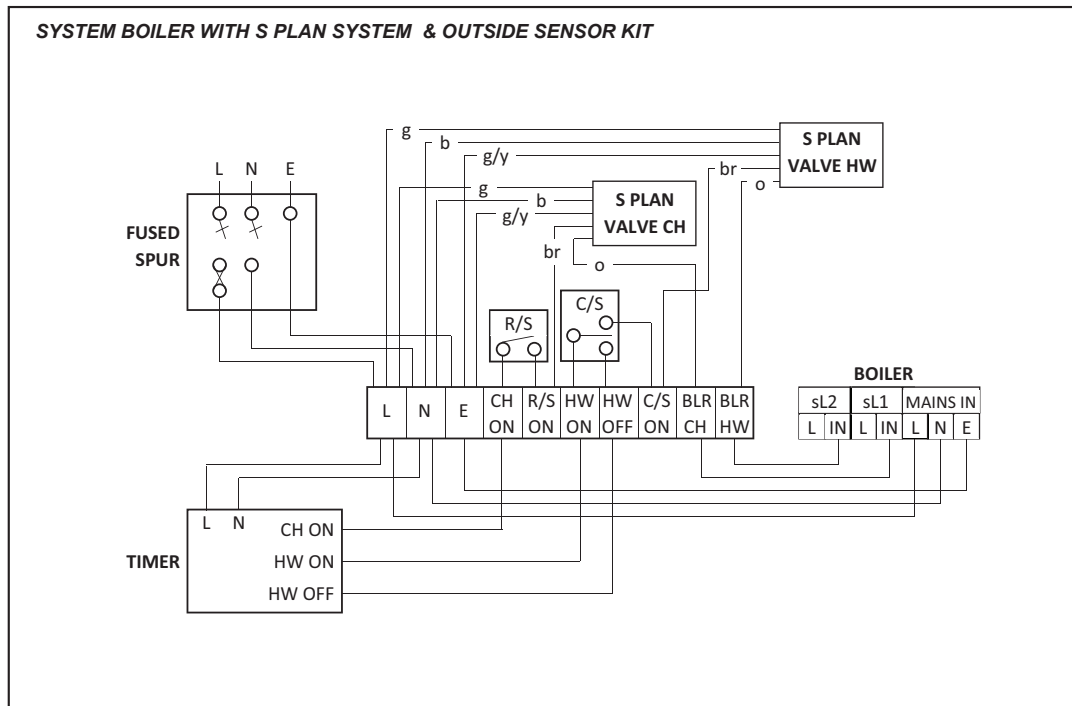 SYSTEM BOILER WITH S PLAN SYSTEM & OUTSIDE SENSOR KIT
g
b
g/y
br
o
S PLAN
VALVE HW
L N E
FUSED
SPUR
g
b
g/y
br
o
S PLAN
VALVE CH
R/S
C/S
L
N
E
CH
ON
R/S
ON
HW
ON
HW
OFF
C/S
ON
BLR
CH
BLR
HW
BOILER
sL2 sL1 MAINS IN
L IN L IN L N E
TIMER
L N
CH ON
HW ON
HW OFF